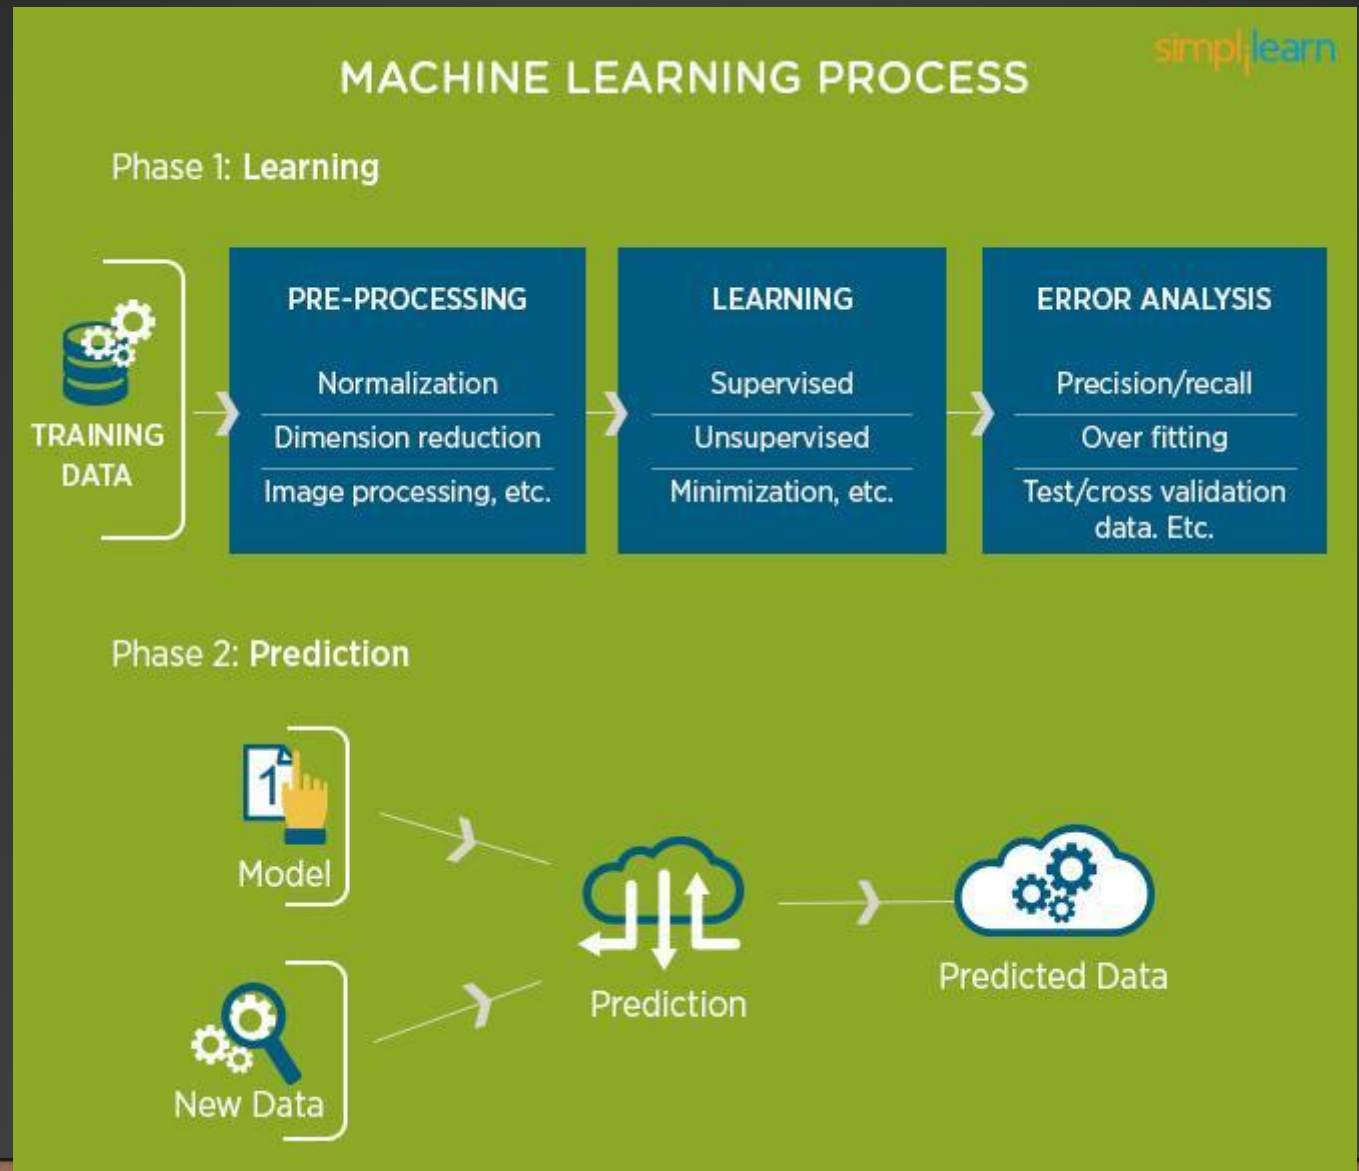 simplilearn
MACHINE LEARNING PROCESS
Phase 1: Learning
TRAINING
DATA
PRE-PROCESSING
Normalization
Dimension reduction
Image processing, etc.
LEARNING
Supervised
Unsupervised
Minimization, etc.
ERROR ANALYSIS
Precision/recall
Over fitting
Test/cross validation
data. Etc.
Phase 2: Prediction
1
Model
New Data
Prediction
Predicted Data